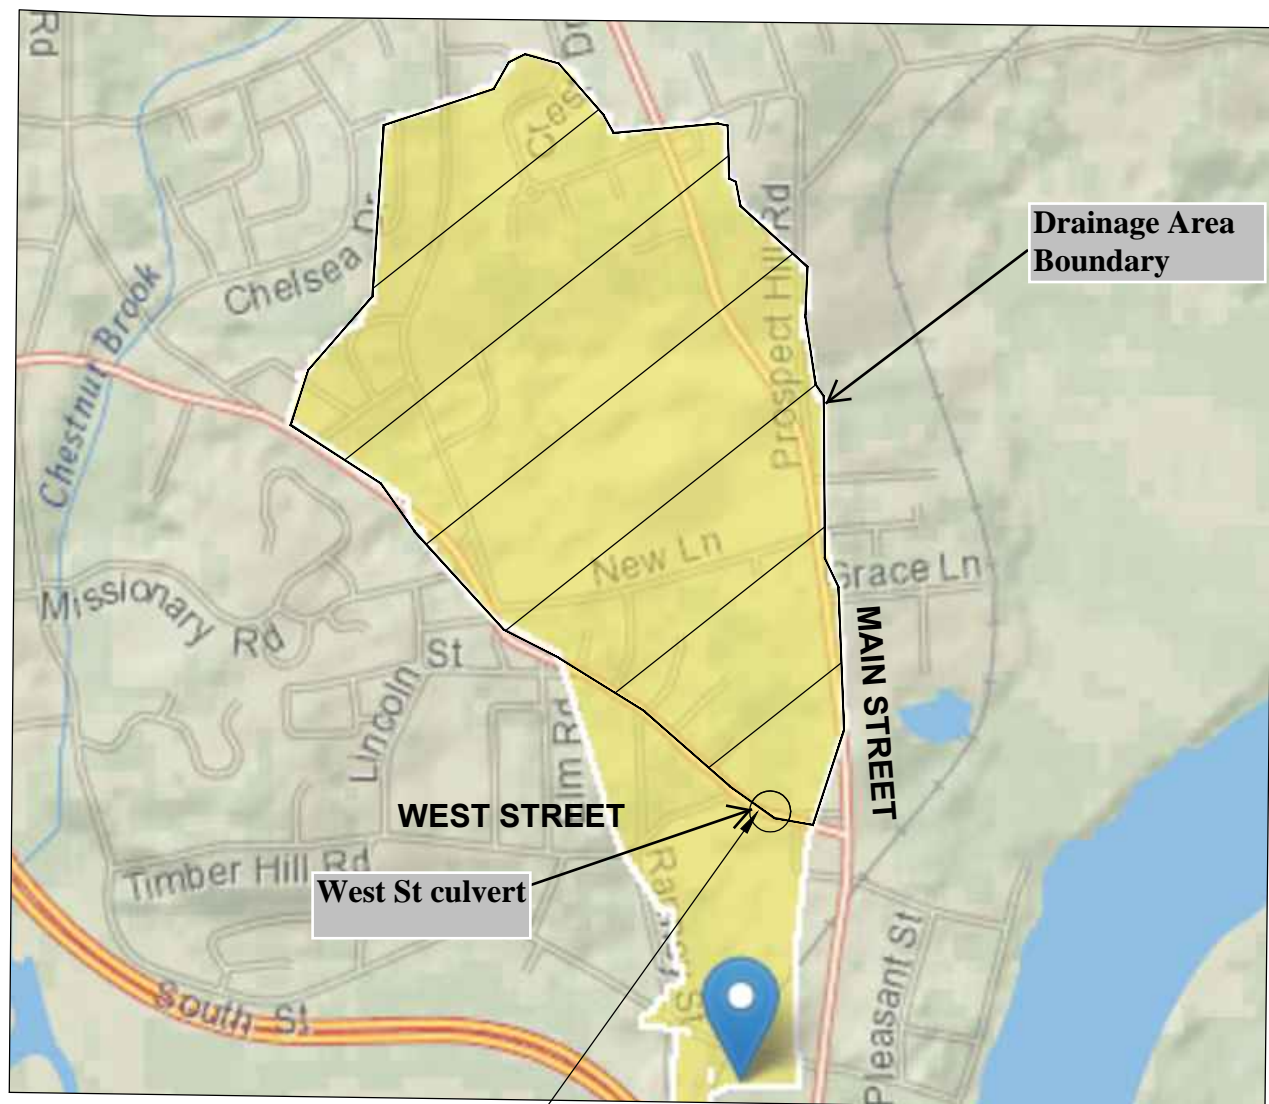 Rd
Chelsea Dr
Prospect Hill Rd
Drainage Area
Boundary
Chestnut Brook
New Ln
Grace Ln
Missionary Rd
Lincoln St
MAIN STREET
WEST STREET
Timber Hill Rd
West St culvert
South St
Pleasant St